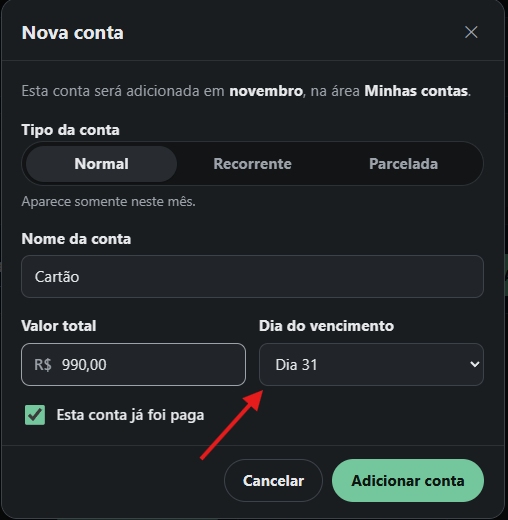 Nova conta
Esta conta será adicionada em novembro, na área Minhas contas.
Tipo da conta
Normal Recorrente Parcelada
Aparece somente neste mês.
Nome da conta
Cartão
Valor total Dia do vencimento
R$ 990,00 Dia 31
Esta conta já foi paga
Cancelar Adicionar conta